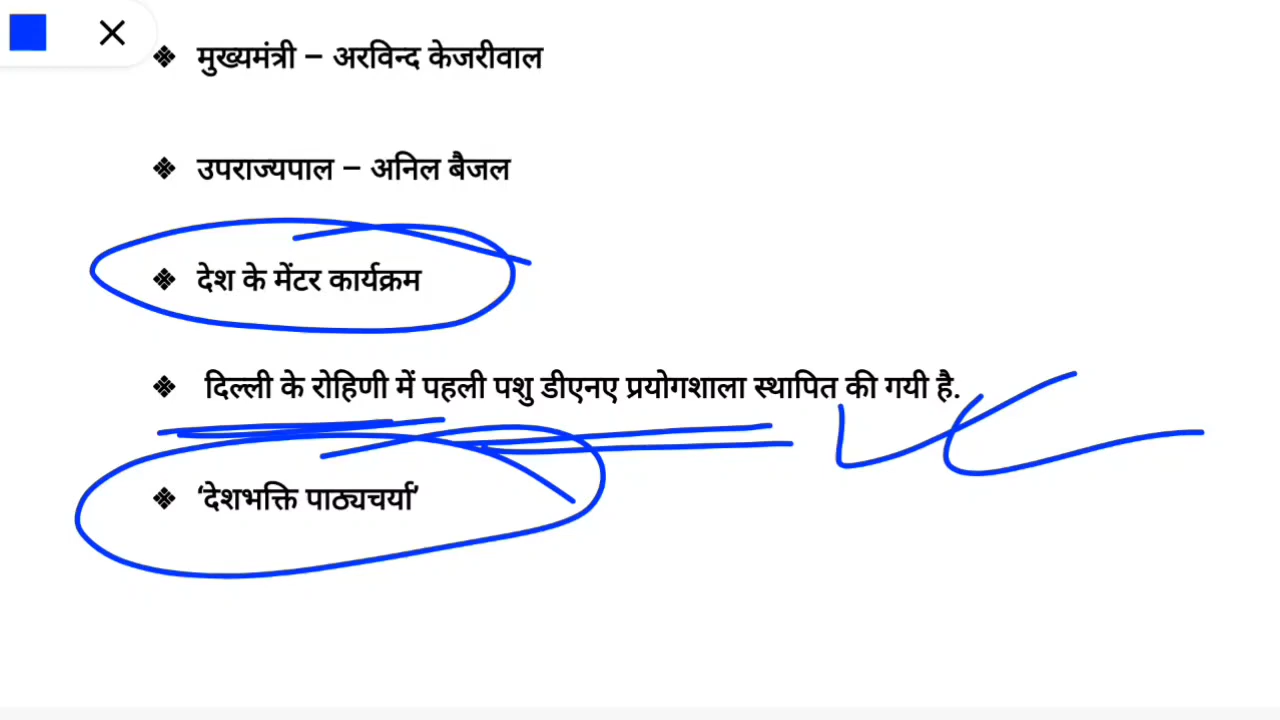 ❖ मुख्यमंत्री – अरविन्द केजरीवाल
❖ उपराज्यपाल – अनिल बैजल
❖ देश के मेंटर कार्यक्रम
❖ दिल्ली के रोहिणी में पहली पशु डीएनए प्रयोगशाला स्थापित की गयी है.
❖ ‘देशभक्ति पाठ्यचर्या’